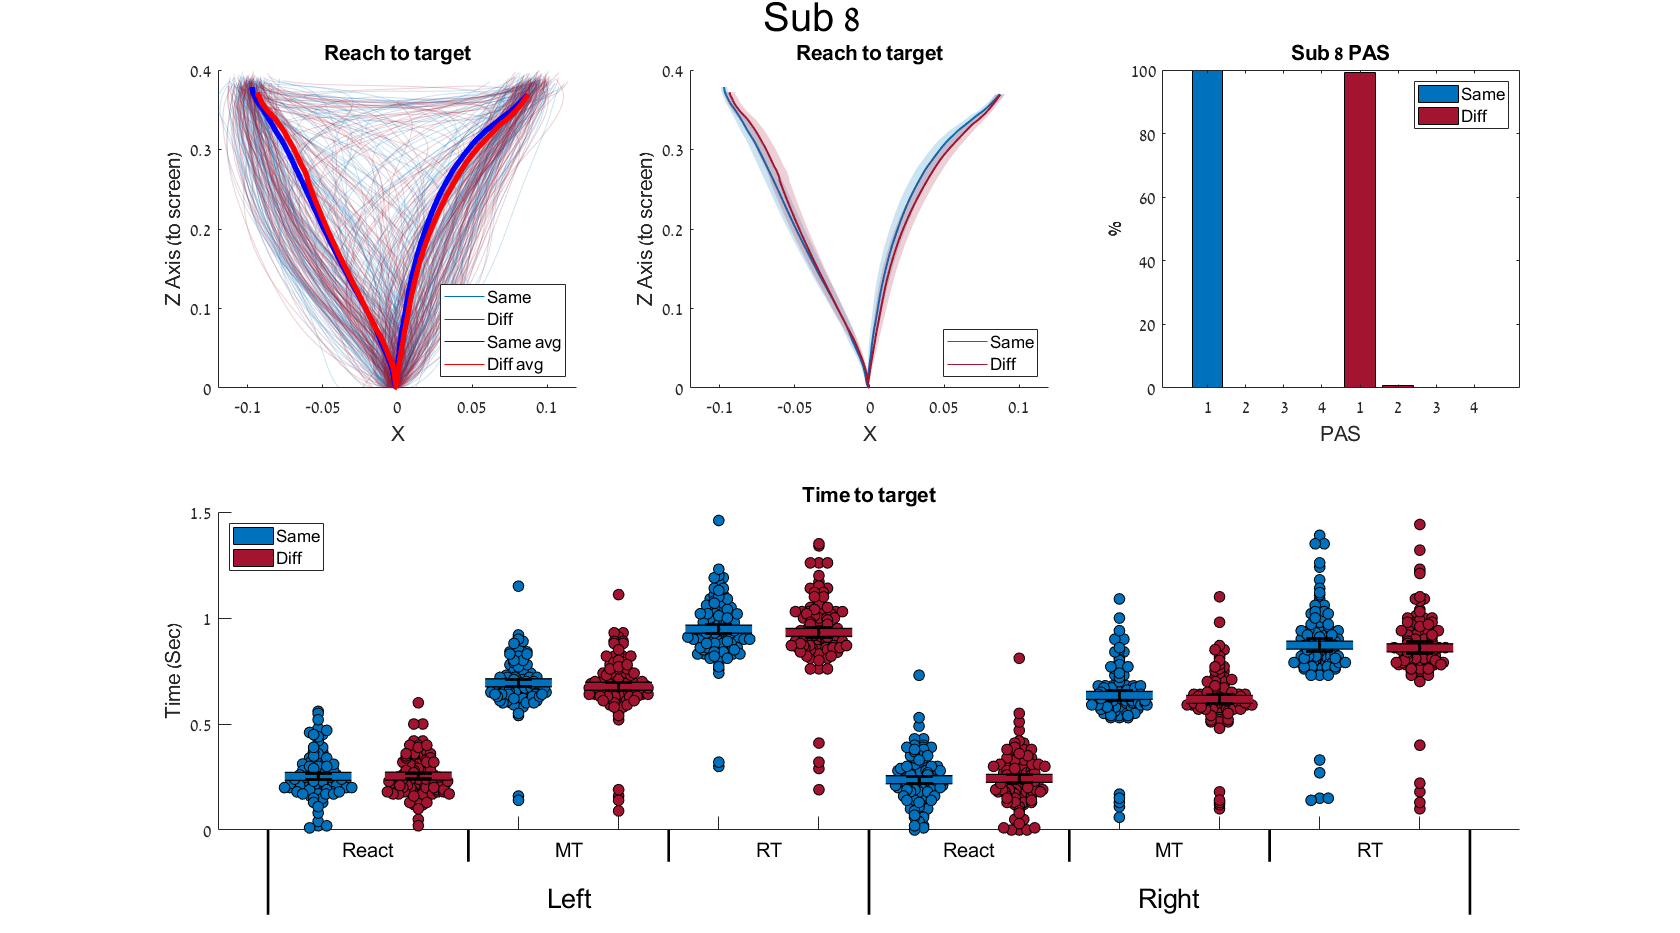 Sub 8
Reach to target
0.4
0.3
0.2
0.1
0
Z Axis (to screen)
-0.1 -0.05 0 0.05 0.1
X
Same
Diff
Same avg
Diff avg
Reach to target
0.4
0.3
0.2
0.1
0
Z Axis (to screen)
-0.1 -0.05 0 0.05 0.1
X
Same
Diff
Sub 8 PAS
100
80
60
40
20
0
%
1 2 3 4 1 2 3 4
PAS
Same
Diff
Time to target
1.5
1
0.5
0
Time (Sec)
Same
Diff
React MT RT React MT RT
Left Right